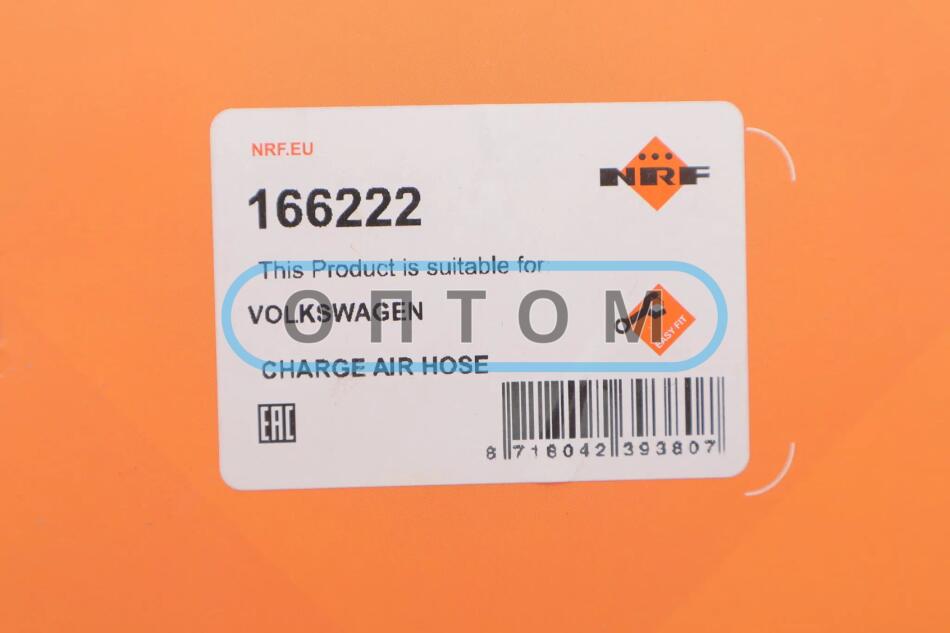 NRF.EU
NRF
166222
This Product is suitable for
VOLKSWAGEN
ОПТОМ
EASY FIT
CHARGE AIR HOSE
EAC
8 718042 393807